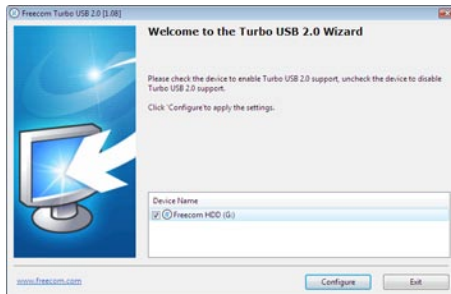 Freecom Turbo USB 2.0 [1.08]
Welcome to the Turbo USB 2.0 Wizard
Please check the device to enable Turbo USB 2.0 support, uncheck the device to disable
Turbo USB 2.0 support.
Click 'Configure'to apply the settings.
Device Name
Freecom HDD (G:)
www.freecom.com
Configure
Exit